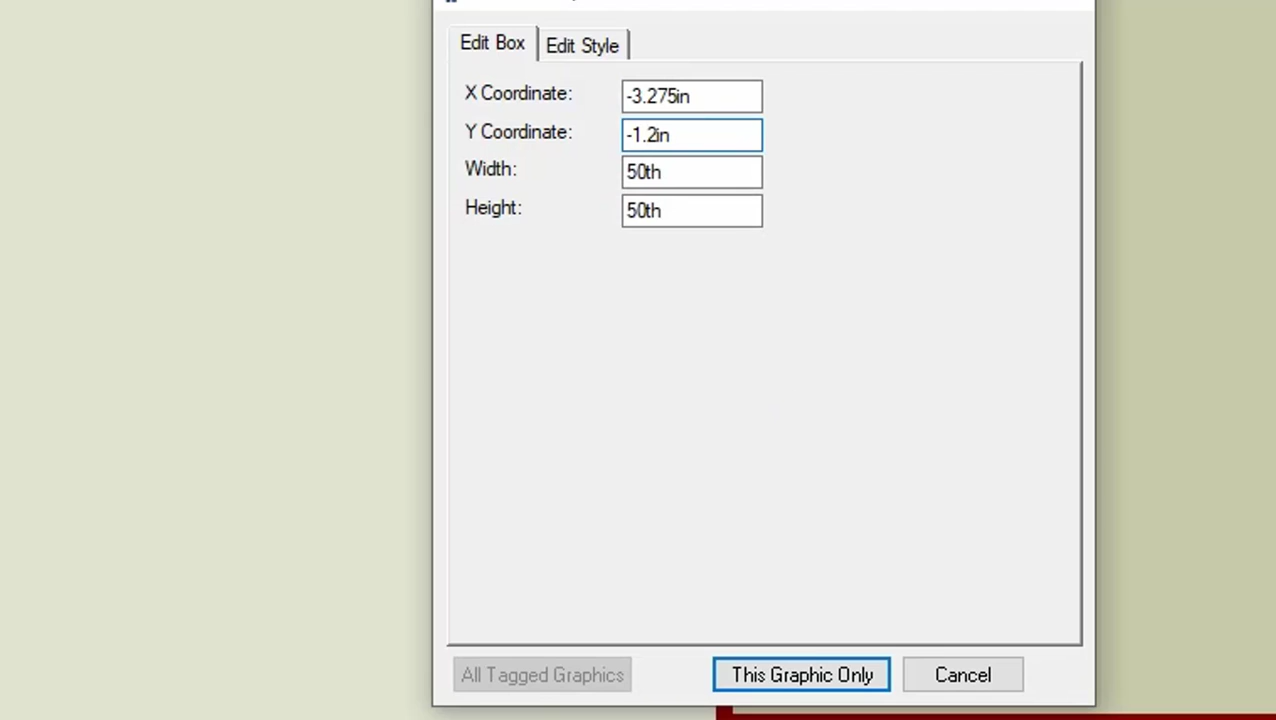 Edit Box Edit Style
X Coordinate: -3.275in
Y Coordinate: -1.2in
Width: 50th
Height: 50th
All Tagged Graphics This Graphic Only Cancel